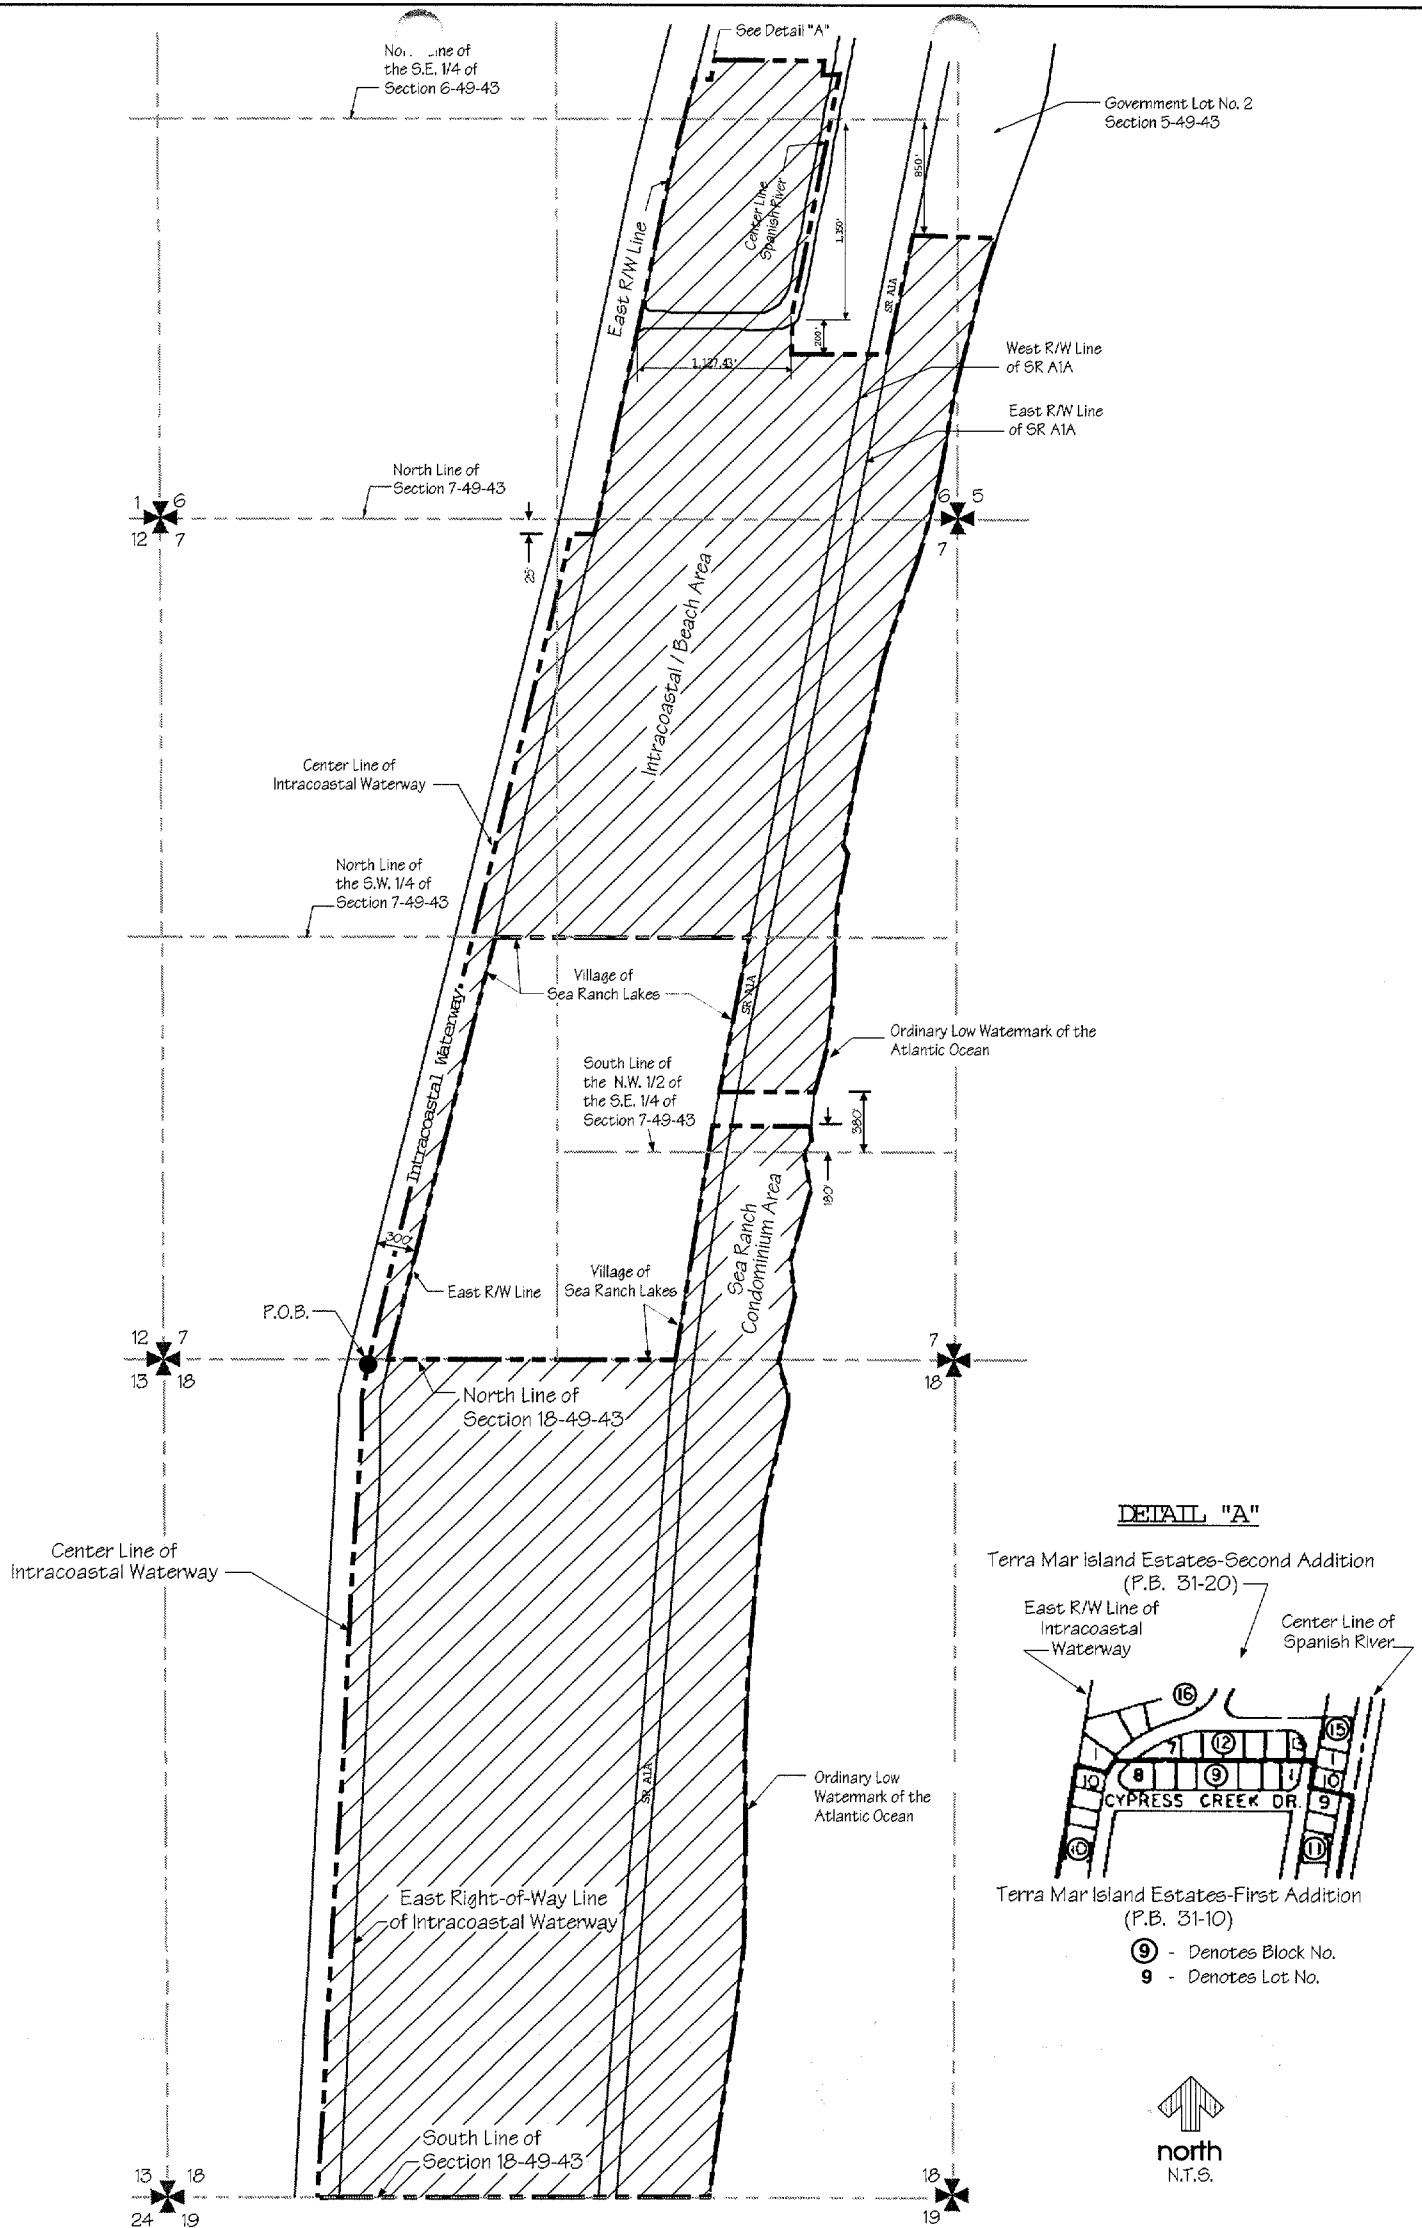 See Detail "A"
line of
the S.E. 1/4 of
Section 6-49-43
Government Lot No. 2
Section 5-49-43
850'
Center Line
Spanish River
1,350'
East R/W Line
SR A1A
200'
1,127.43'
West R/W Line
of SR A1A
East R/W Line
of SR A1A
North Line of
Section 7-49-43
1 6
12 7
6 5
7
25'
Intracoastal / Beach Area
Center Line of
Intracoastal Waterway
North Line of
the S.W. 1/4 of
Section 7-49-43
Village of
Sea Ranch Lakes
SR A1A
Intracoastal Waterway
Ordinary Low Watermark of the
Atlantic Ocean
South Line of
the N.W. 1/2 of
the S.E. 1/4 of
Section 7-49-43
380'
180'
Sea Ranch
Condominium Area
300'
East R/W Line
Village of
Sea Ranch Lakes
P.O.B.
12 7
13 18
7
18
North Line of
Section 18-49-43
Center Line of
Intracoastal Waterway
DETAIL "A"
Terra Mar Island Estates-Second Addition
(P.B. 31-20)
East R/W Line of
Intracoastal
Waterway
Center Line of
Spanish River
16
15
7 12 13
1
1
10 8 9 1 10
CYPRESS CREEK DR. 9
10 11
Terra Mar Island Estates-First Addition
(P.B. 31-10)
9 - Denotes Block No.
9 - Denotes Lot No.
SR A1A
Ordinary Low
Watermark of the
Atlantic Ocean
East Right-of-Way Line
of Intracoastal Waterway
South Line of
Section 18-49-43
north
N.T.S.
13 18
24 19
18
19